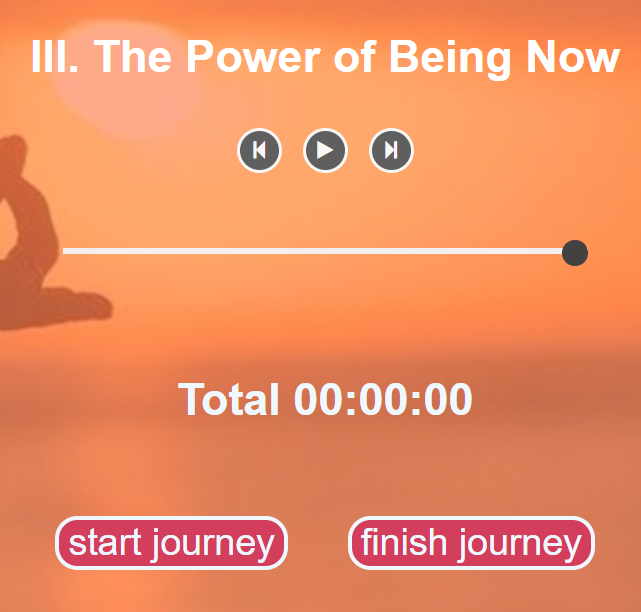 III. The Power of Being Now
Total 00:00:00
start journey
finish journey